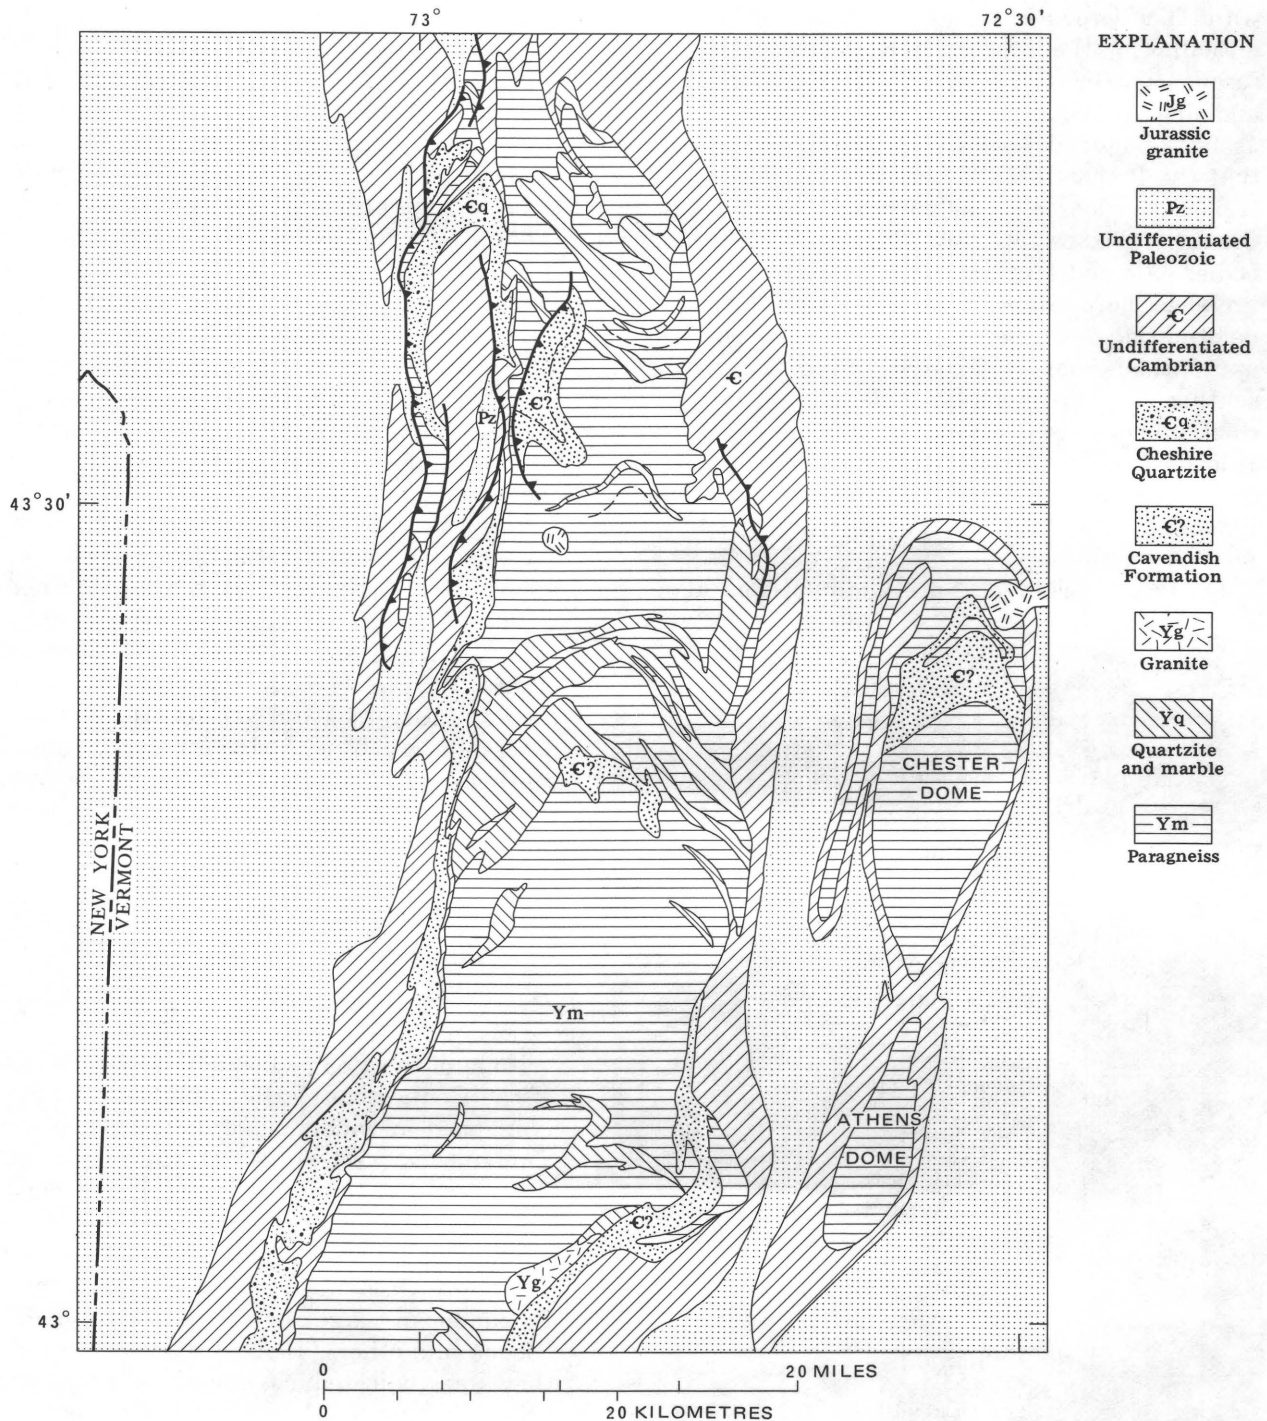 73° 72°30'
EXPLANATION
Jg
Jurassic
granite
Pz
Undifferentiated
Paleozoic
Ꞓ
Undifferentiated
Cambrian
Ꞓq
Cheshire
Quartzite
Ꞓ?
Cavendish
Formation
Yg
Granite
Yq
Quartzite
and marble
Ym
Paragneiss
Ꞓq
Ꞓ
Ꞓ?
Pz
43°30'
Ꞓ?
CHESTER
DOME
Ꞓ?
NEW YORK
VERMONT
Ym
ATHENS
DOME
Ꞓ?
Yg
43°
0 20 MILES
0 20 KILOMETRES